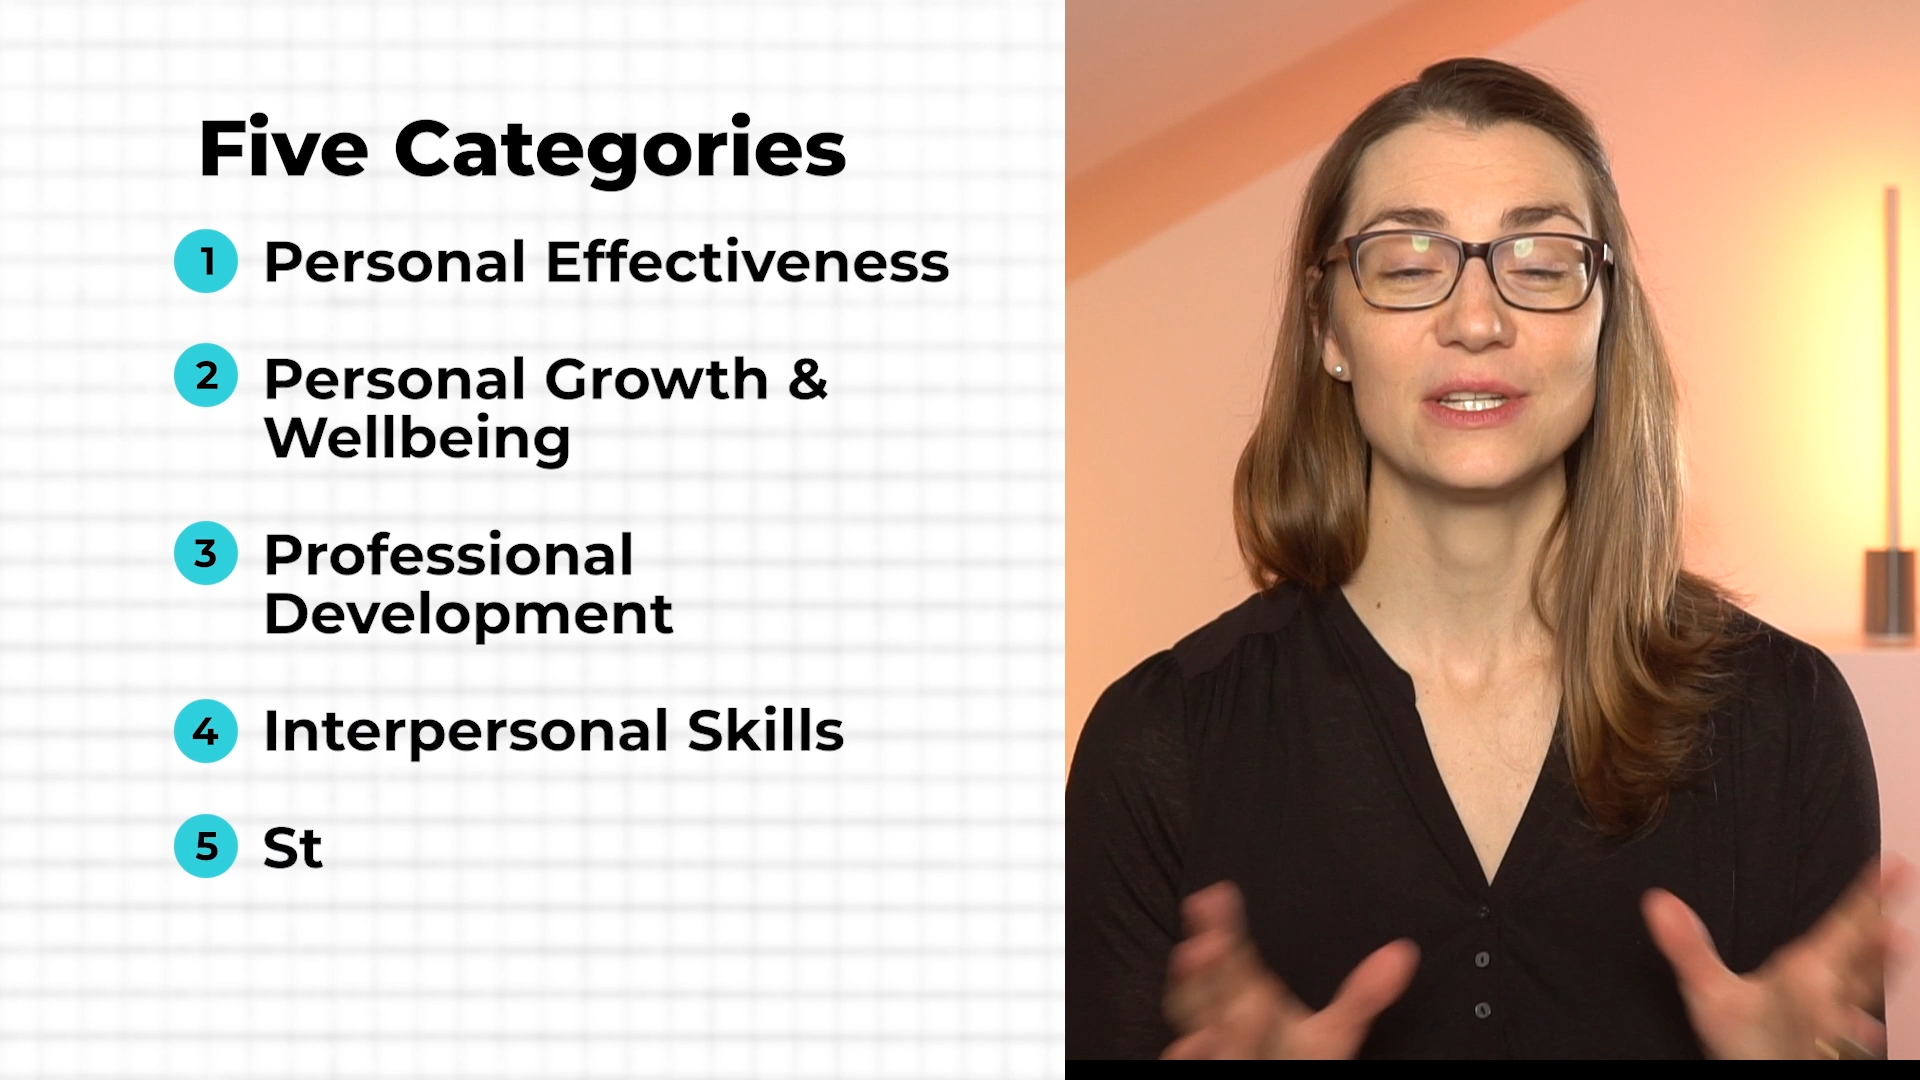 Five Categories
1 Personal Effectiveness
2 Personal Growth &
Wellbeing
3 Professional
Development
4 Interpersonal Skills
5 St